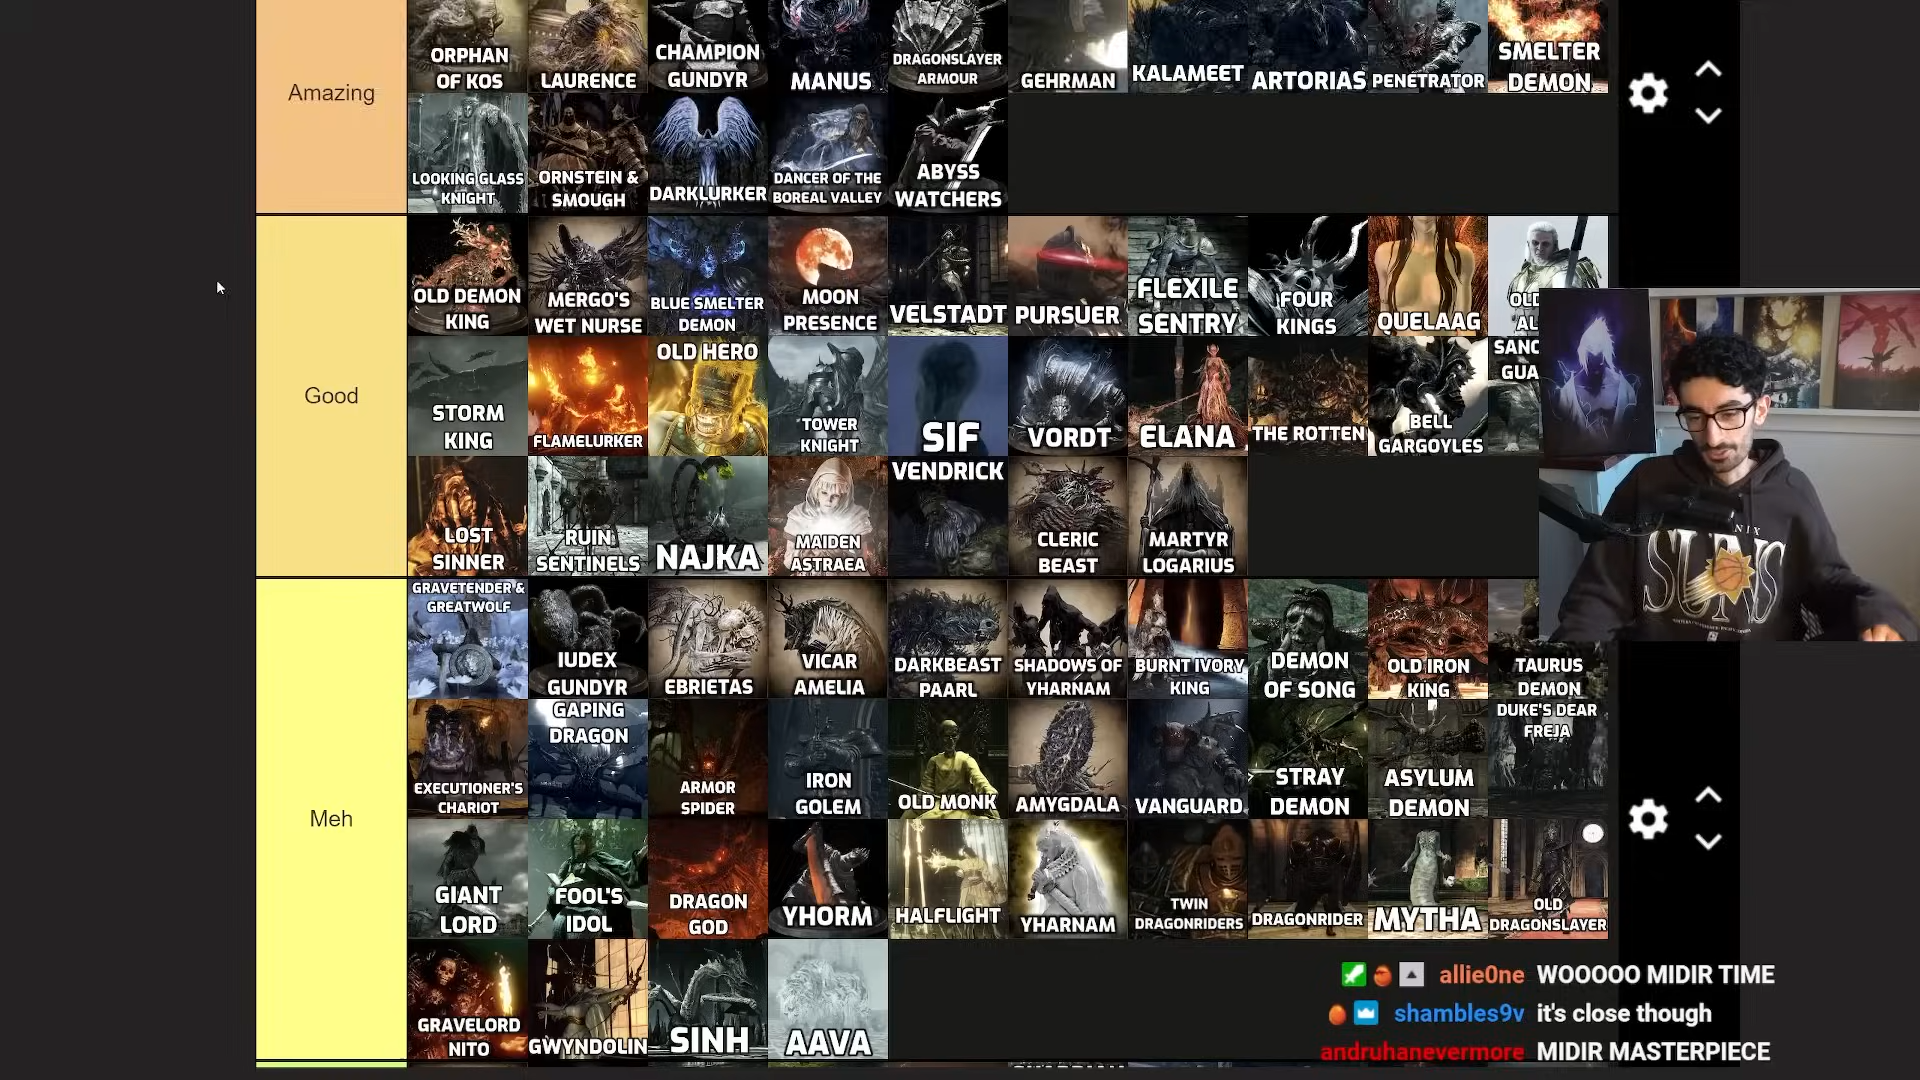 Amazing
ORPHAN
OF KOS
LAURENCE
CHAMPION
GUNDYR
MANUS
DRAGONSLAYER
ARMOUR
GEHRMAN
KALAMEET
ARTORIAS
PENETRATOR
SMELTER
DEMON
LOOKING GLASS
KNIGHT
ORNSTEIN &
SMOUGH
DARKLURKER
DANCER OF THE
BOREAL VALLEY
ABYSS
WATCHERS
Good
OLD DEMON
KING
MERGO'S
WET NURSE
BLUE SMELTER
DEMON
MOON
PRESENCE
VELSTADT
PURSUER
FLEXILE
SENTRY
FOUR
KINGS
QUELAAG
OLD
AL
STORM
KING
FLAMELURKER
OLD HERO
TOWER
KNIGHT
SIF
VORDT
ELANA
THE ROTTEN
BELL
GARGOYLES
SANC
GUA
LOST
SINNER
RUIN
SENTINELS
NAJKA
MAIDEN
ASTRAEA
VENDRICK
CLERIC
BEAST
MARTYR
LOGARIUS
NIX
SUNS
Meh
GRAVETENDER &
GREATWOLF
IUDEX
GUNDYR
EBRIETAS
VICAR
AMELIA
DARKBEAST
PAARL
SHADOWS OF
YHARNAM
BURNT IVORY
KING
DEMON
OF SONG
OLD IRON
KING
TAURUS
DEMON
EXECUTIONER'S
CHARIOT
GAPING
DRAGON
ARMOR
SPIDER
IRON
GOLEM
OLD MONK
AMYGDALA
VANGUARD
STRAY
DEMON
ASYLUM
DEMON
DUKE'S DEAR
FREJA
GIANT
LORD
FOOL'S
IDOL
DRAGON
GOD
YHORM
HALFLIGHT
YHARNAM
TWIN
DRAGONRIDERS
DRAGONRIDER
MYTHA
OLD
DRAGONSLAYER
GRAVELORD
NITO
GWYNDOLIN
SINH
AAVA
allie0ne WOOOOO MIDIR TIME
shambles9v it's close though
andruhanevermore MIDIR MASTERPIECE